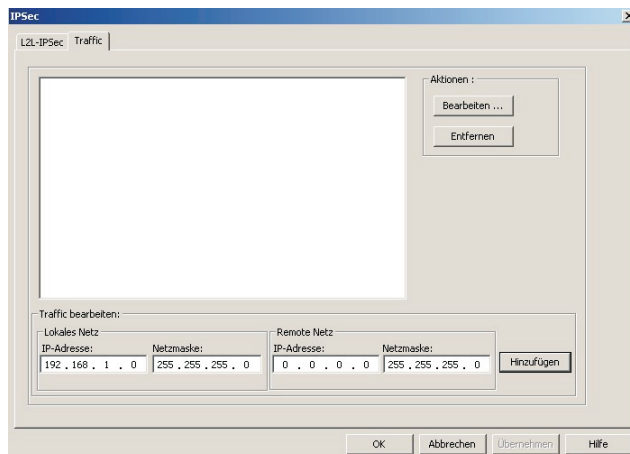 IPSec
L2L-IPSec Traffic
Aktionen :
Bearbeiten ...
Entfernen
Traffic bearbeiten:
Lokales Netz Remote Netz
IP-Adresse: Netzmaske: IP-Adresse: Netzmaske:
192 . 168 . 1 . 0 255 . 255 . 255 . 0 0 . 0 . 0 . 0 255 . 255 . 255 . 0 Hinzufügen
OK Abbrechen Übernehmen Hilfe